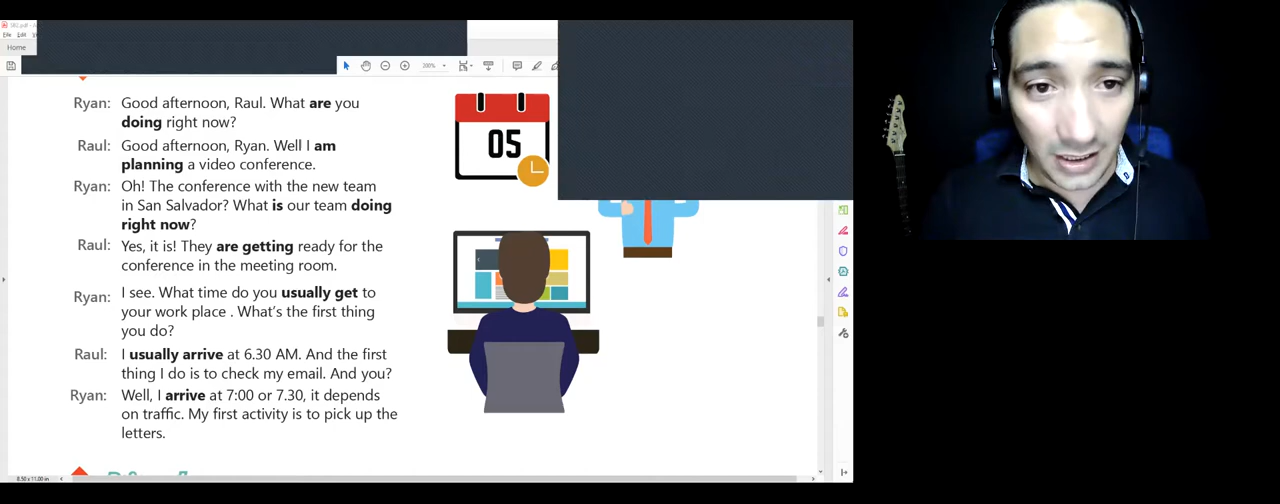 File Edit
Home
200%
Ryan: Good afternoon, Raul. What are you
doing right now?
Raul: Good afternoon, Ryan. Well I am
planning a video conference.
Ryan: Oh! The conference with the new team
in San Salvador? What is our team doing
right now?
Raul: Yes, it is! They are getting ready for the
conference in the meeting room.
Ryan: I see. What time do you usually get to
your work place . What's the first thing
you do?
Raul: I usually arrive at 6.30 AM. And the first
thing I do is to check my email. And you?
Ryan: Well, I arrive at 7:00 or 7.30, it depends
on traffic. My first activity is to pick up the
letters.
05
8.50 x 11.00 in